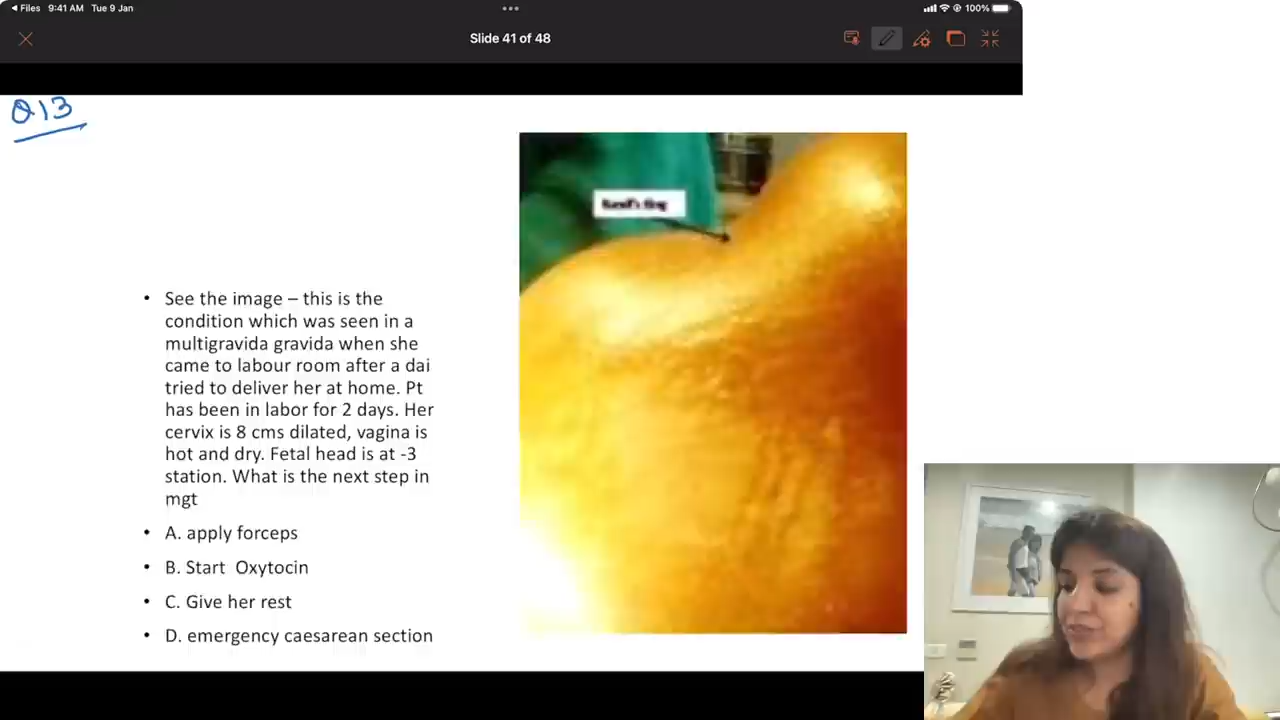 Files 9:41 AM Tue 9 Jan
100%
Slide 41 of 48
Q13
Bandl's Ring
• See the image – this is the
condition which was seen in a
multigravida gravida when she
came to labour room after a dai
tried to deliver her at home. Pt
has been in labor for 2 days. Her
cervix is 8 cms dilated, vagina is
hot and dry. Fetal head is at -3
station. What is the next step in
mgt
• A. apply forceps
• B. Start Oxytocin
• C. Give her rest
• D. emergency caesarean section